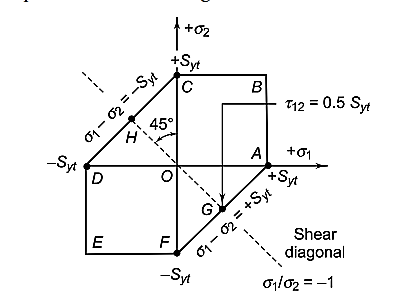 +σ₂
+Syt
C
B
σ₁ – σ₂ = –Syt
τ₁₂ = 0.5 Syt
H
45°
–Syt
A
+σ₁
D
O
+Syt
G
σ₁ – σ₂ = +Syt
E
F
–Syt
Shear
diagonal
σ₁/σ₂ = –1